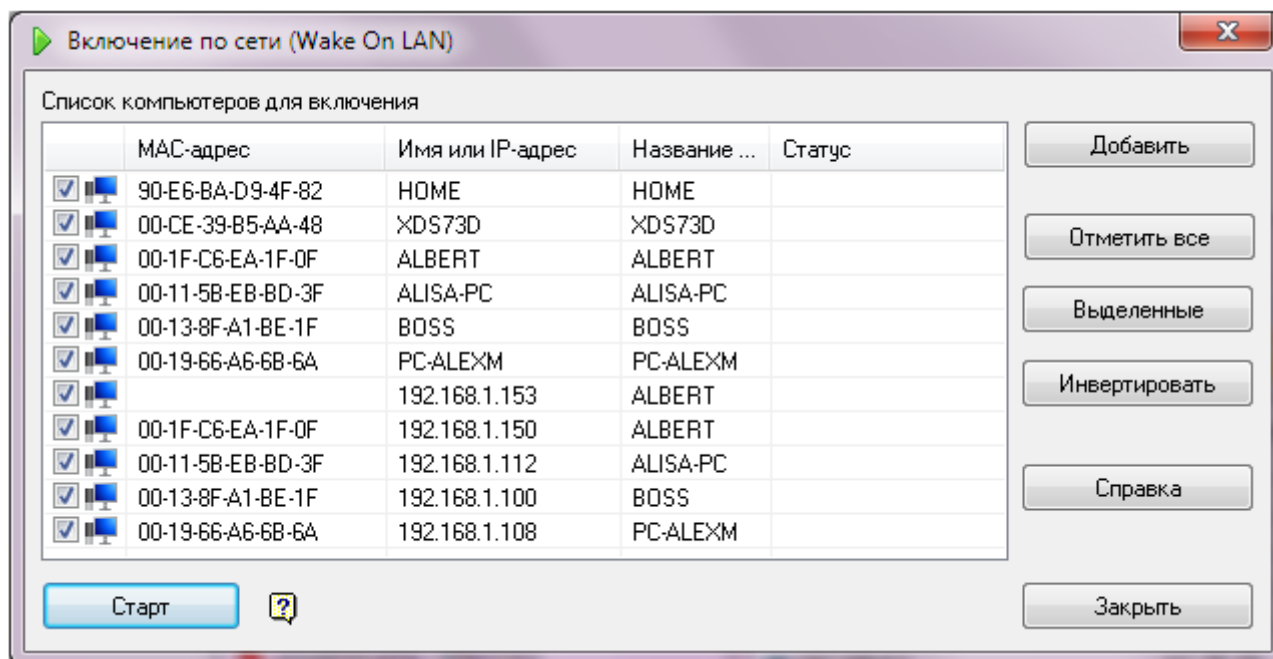 Включение по сети (Wake On LAN)
Список компьютеров для включения
MAC-адрес Имя или IP-адрес Название ... Статус
90-E6-BA-D9-4F-82 HOME HOME
00-CE-39-B5-AA-48 XDS73D XDS73D
00-1F-C6-EA-1F-0F ALBERT ALBERT
00-11-5B-EB-BD-3F ALISA-PC ALISA-PC
00-13-8F-A1-BE-1F BOSS BOSS
00-19-66-A6-6B-6A PC-ALEXM PC-ALEXM
192.168.1.153 ALBERT
00-1F-C6-EA-1F-0F 192.168.1.150 ALBERT
00-11-5B-EB-BD-3F 192.168.1.112 ALISA-PC
00-13-8F-A1-BE-1F 192.168.1.100 BOSS
00-19-66-A6-6B-6A 192.168.1.108 PC-ALEXM
Добавить
Отметить все
Выделенные
Инвертировать
Справка
Старт
?
Закрыть